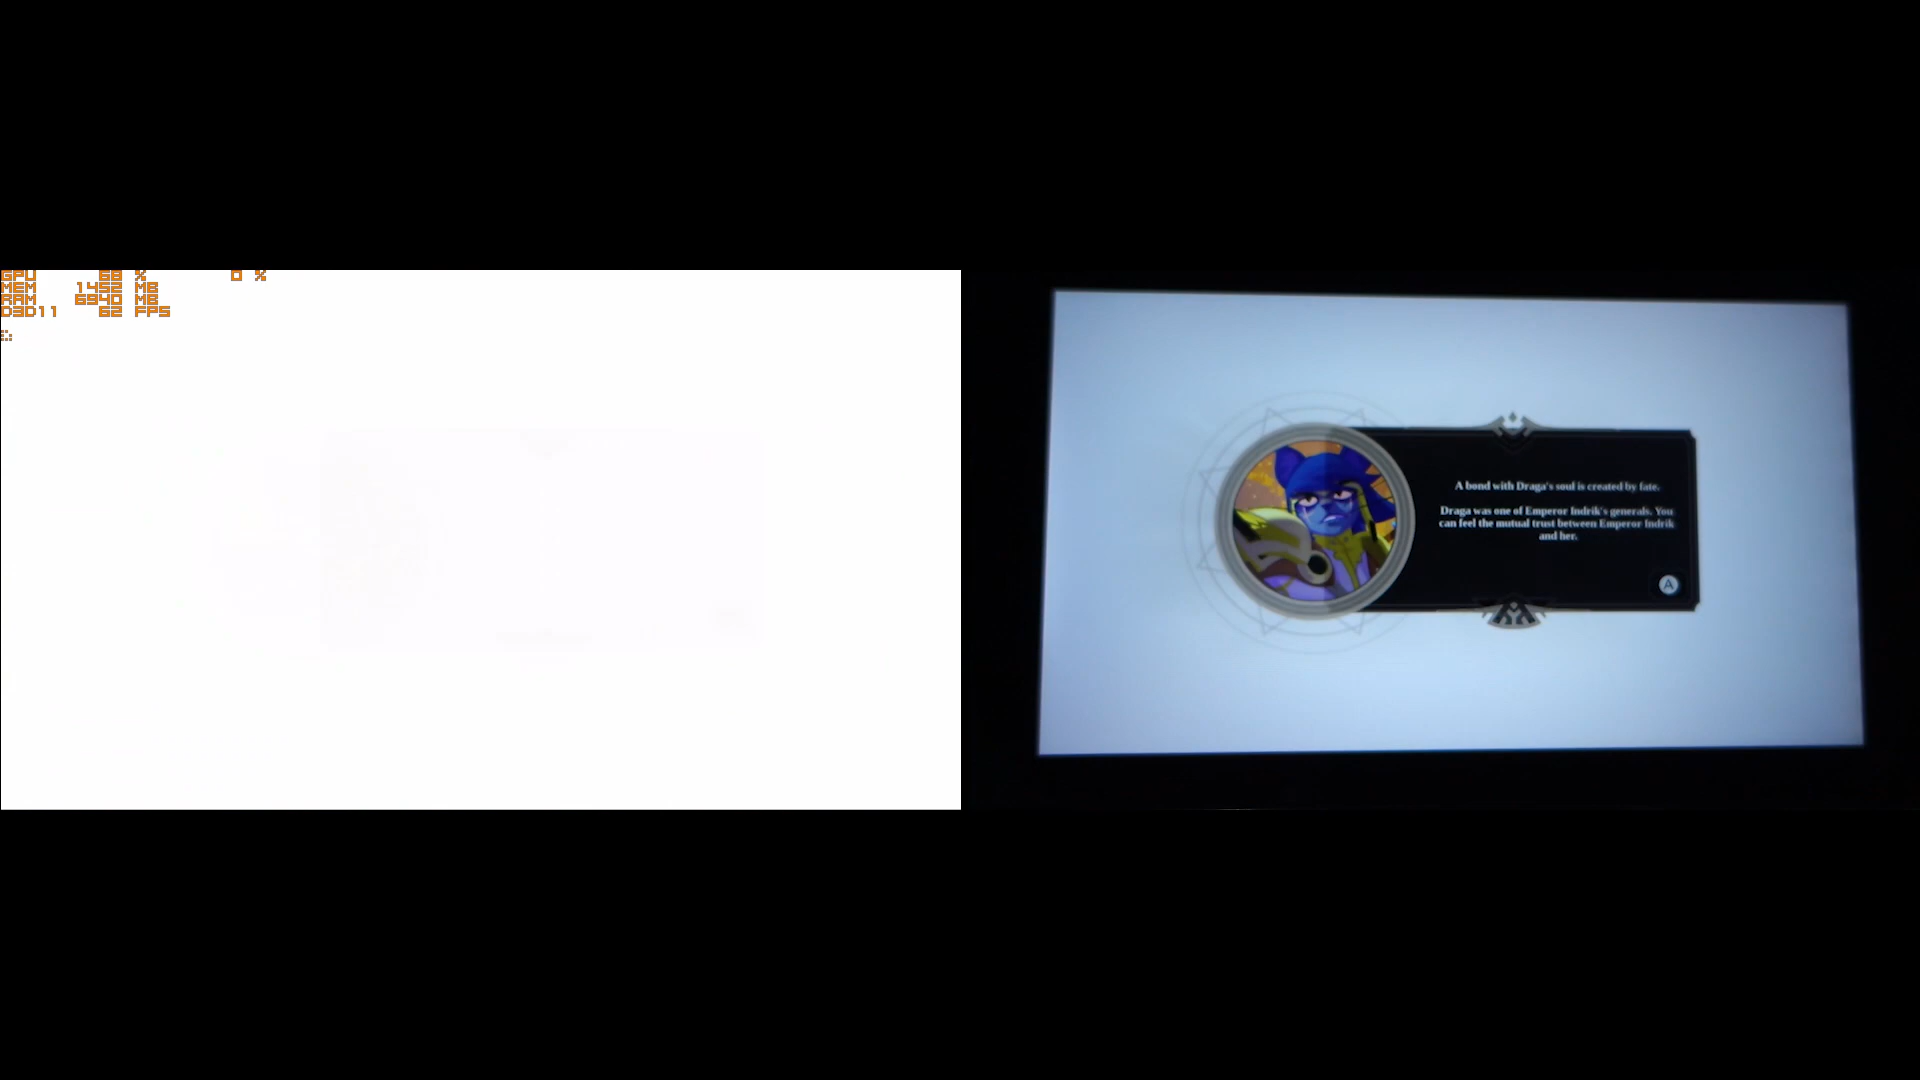 GPU 68 % 0 %
MEM 1452 MB
RAM 6940 MB
D3D11 62 FPS
A bond with Draga's soul is created by fate.
Draga was one of Emperor Indrik's generals. You
can feel the mutual trust between Emperor Indrik
and her.
A